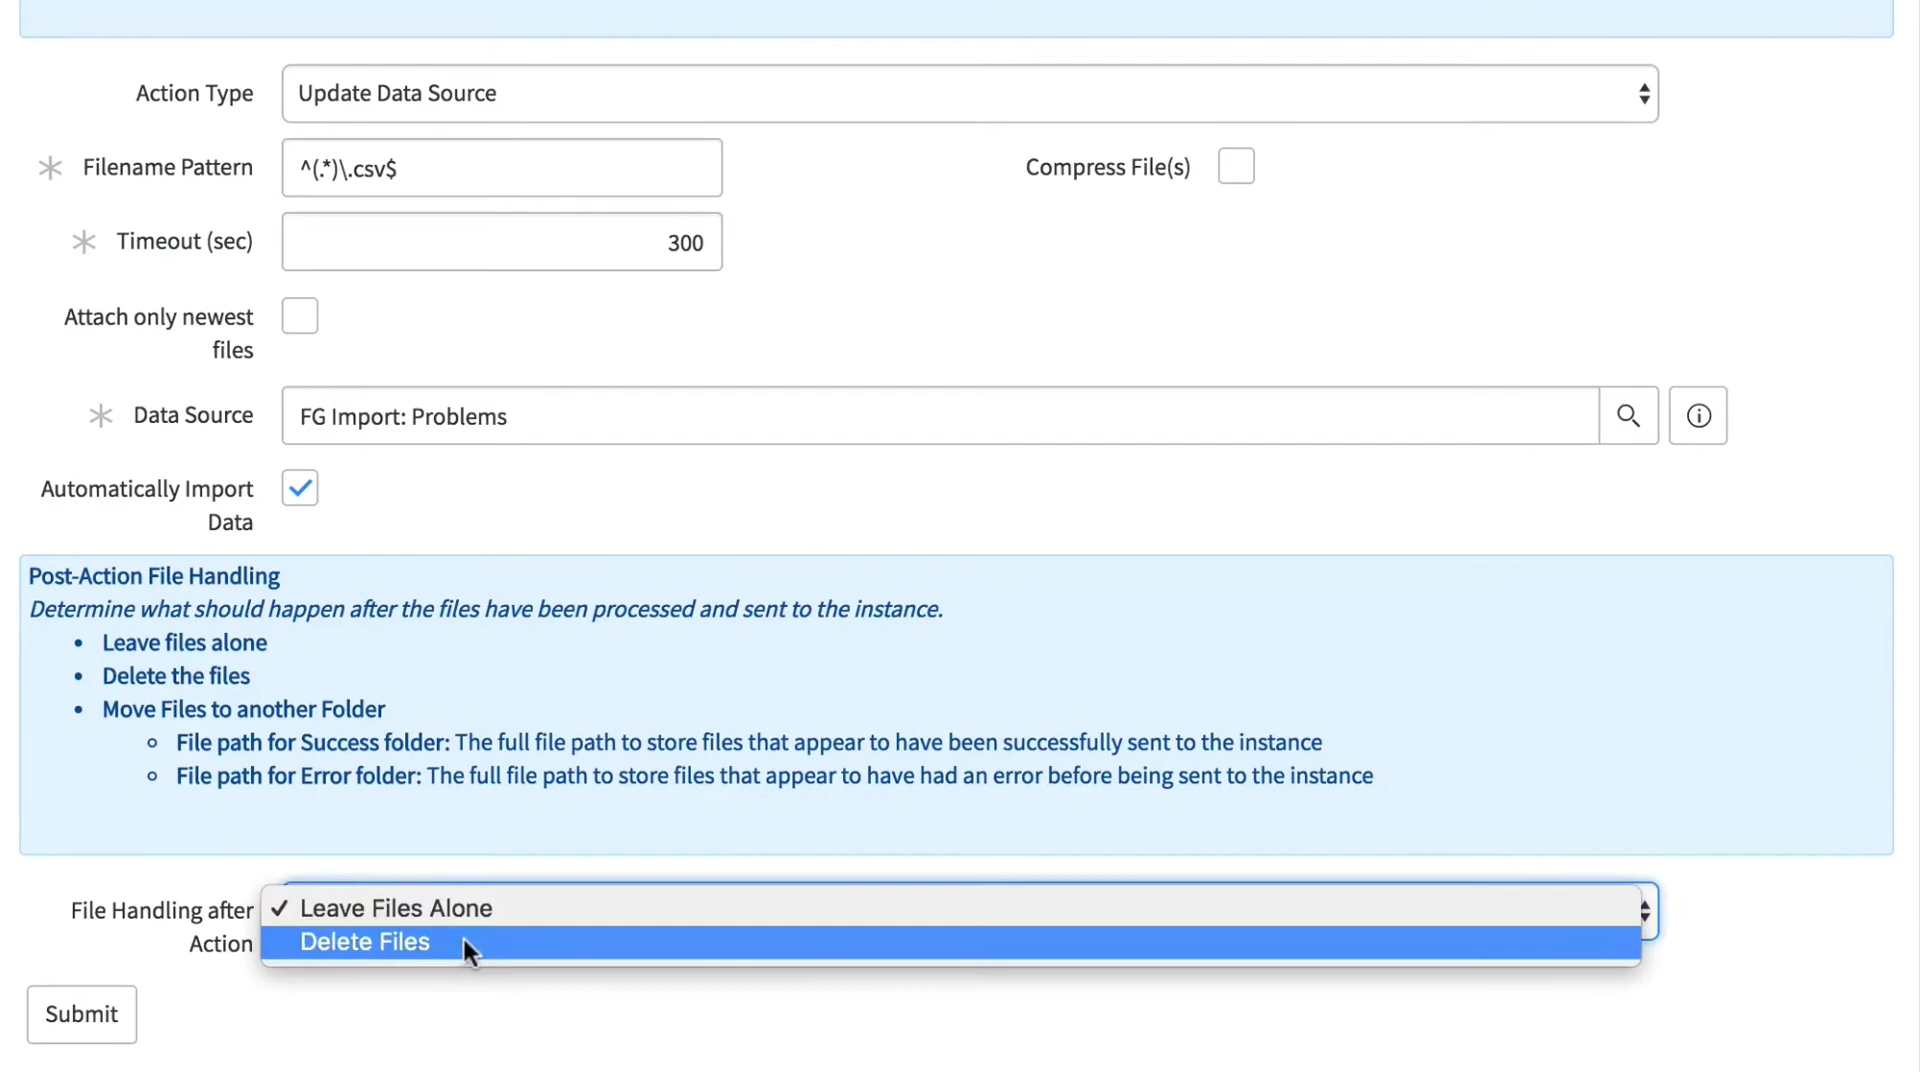 Action Type
Update Data Source
Filename Pattern
^(.*)\.csv$
Compress File(s)
Timeout (sec)
300
Attach only newest
files
Data Source
FG Import: Problems
Automatically Import
Data
Post-Action File Handling
Determine what should happen after the files have been processed and sent to the instance.
• Leave files alone
• Delete the files
• Move Files to another Folder
◦ File path for Success folder: The full file path to store files that appear to have been successfully sent to the instance
◦ File path for Error folder: The full file path to store files that appear to have had an error before being sent to the instance
File Handling after
Action
✓ Leave Files Alone
Delete Files
Submit